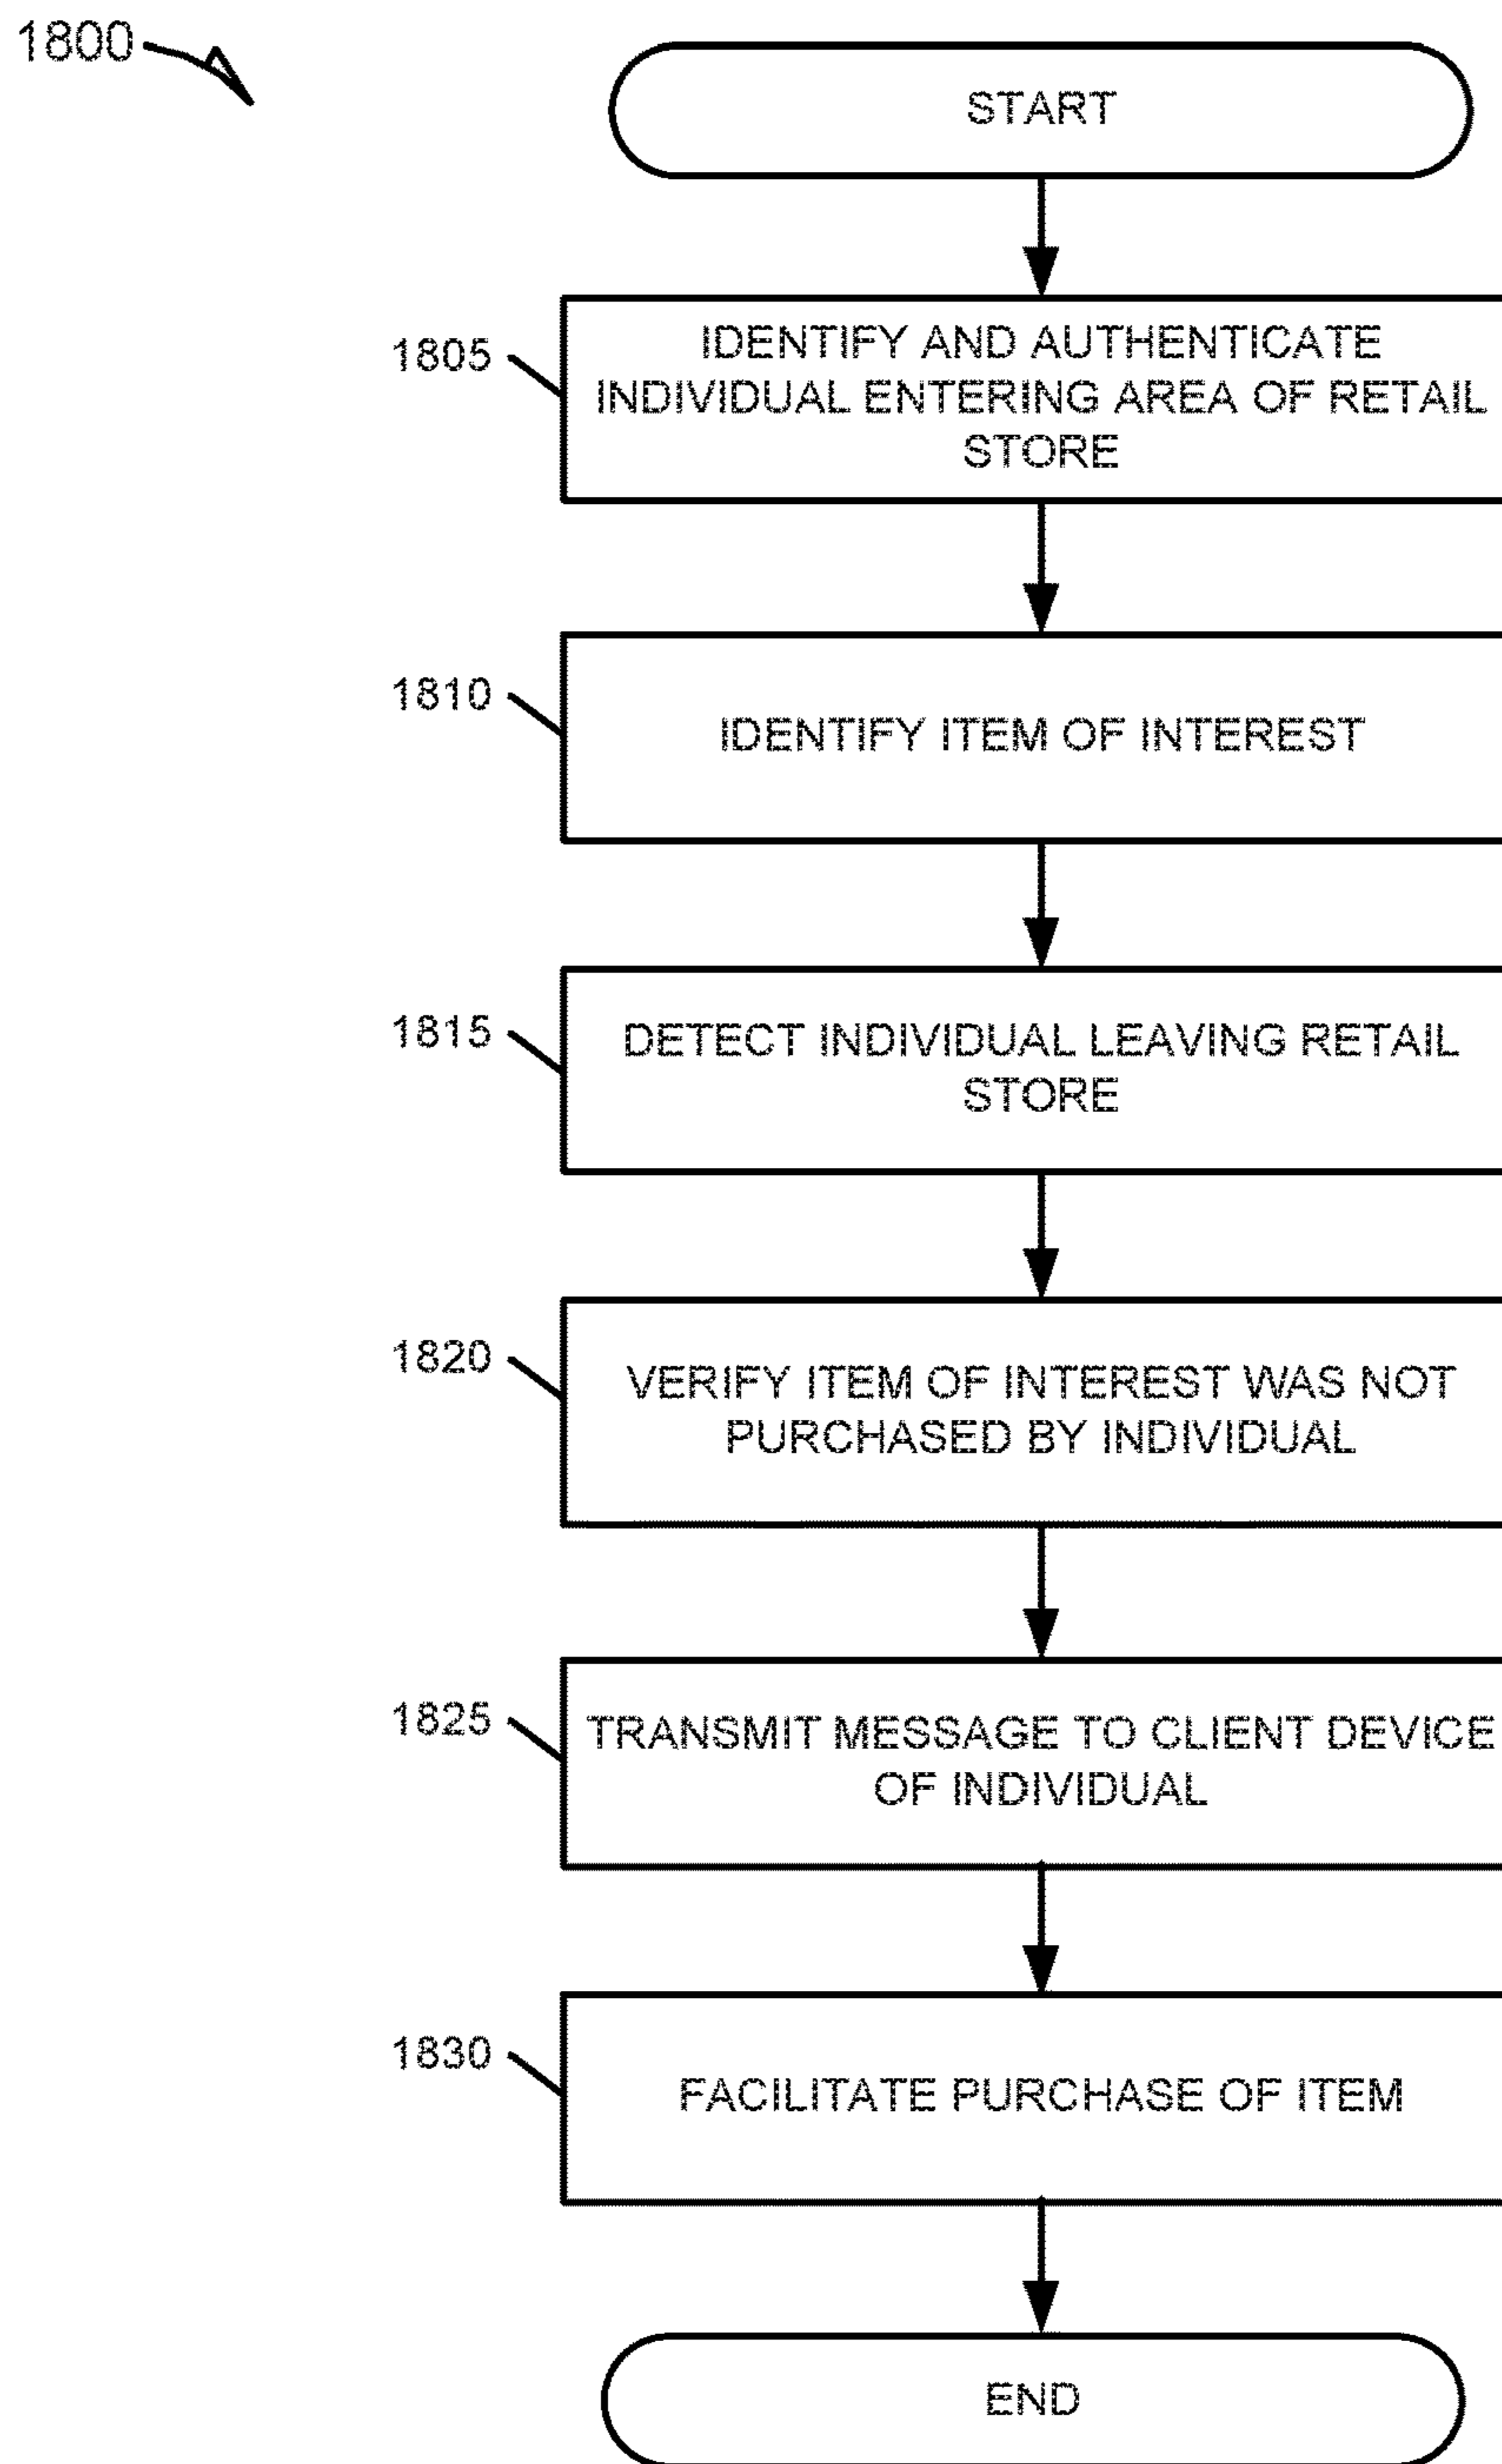 1800
START
1805
IDENTIFY AND AUTHENTICATE
INDIVIDUAL ENTERING AREA OF RETAIL
STORE
1810
IDENTIFY ITEM OF INTEREST
1815
DETECT INDIVIDUAL LEAVING RETAIL
STORE
1820
VERIFY ITEM OF INTEREST WAS NOT
PURCHASED BY INDIVIDUAL
1825
TRANSMIT MESSAGE TO CLIENT DEVICE
OF INDIVIDUAL
1830
FACILITATE PURCHASE OF ITEM
END